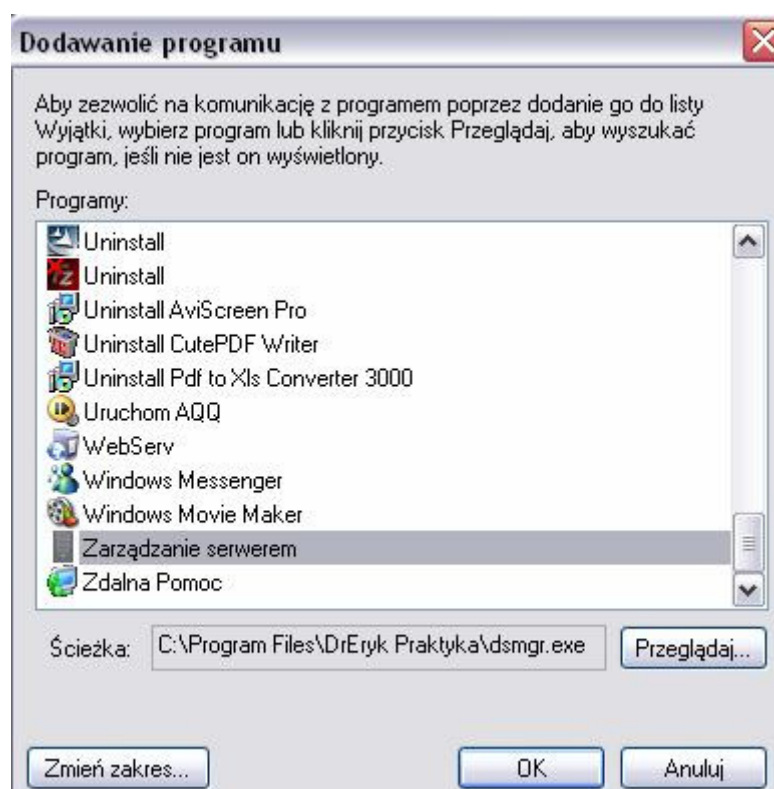 Dodawanie programu
Aby zezwolić na komunikację z programem poprzez dodanie go do listy
Wyjątki, wybierz program lub kliknij przycisk Przeglądaj, aby wyszukać
program, jeśli nie jest on wyświetlony.
Programy:
Uninstall
Uninstall
Uninstall AviScreen Pro
Uninstall CutePDF Writer
Uninstall Pdf to Xls Converter 3000
Uruchom AQQ
WebServ
Windows Messenger
Windows Movie Maker
Zarządzanie serwerem
Zdalna Pomoc
Ścieżka: C:\Program Files\DrEryk Praktyka\dsmgr.exe Przeglądaj...
Zmień zakres... OK Anuluj